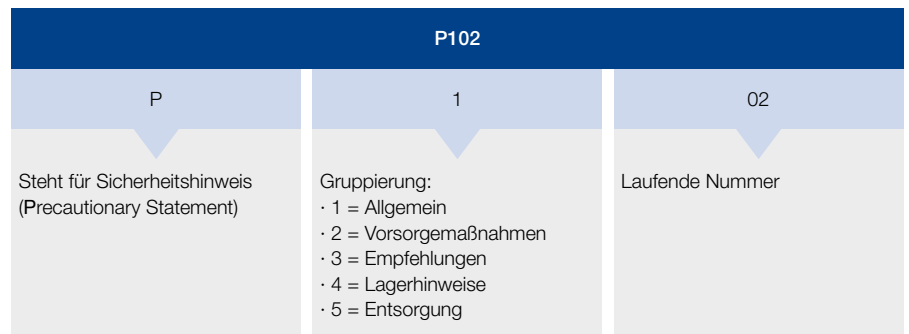 P102
P
1
02
Steht für Sicherheitshinweis
(Precautionary Statement)
Gruppierung:
· 1 = Allgemein
· 2 = Vorsorgemaßnahmen
· 3 = Empfehlungen
· 4 = Lagerhinweise
· 5 = Entsorgung
Laufende Nummer